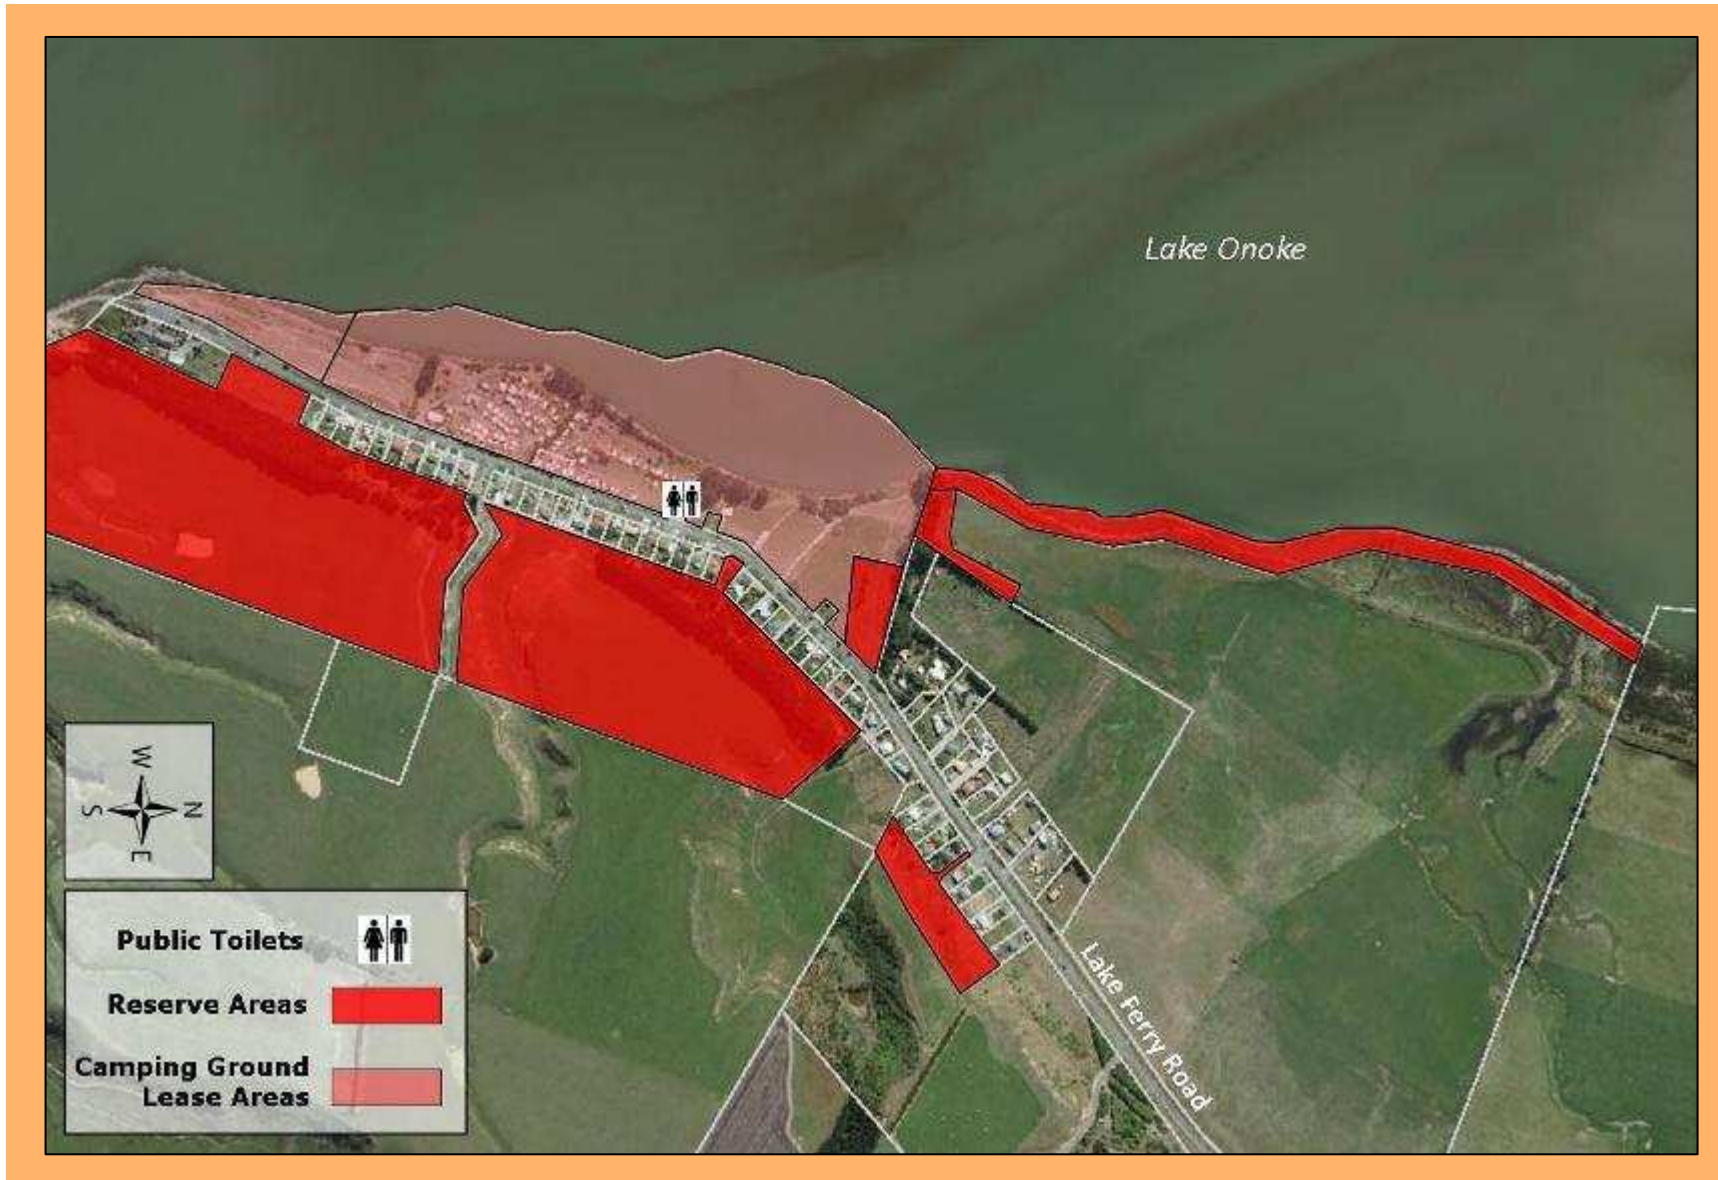 Lake Onoke
W
S N
E
Public Toilets
Reserve Areas
Camping Ground
Lease Areas
Lake Ferry Road